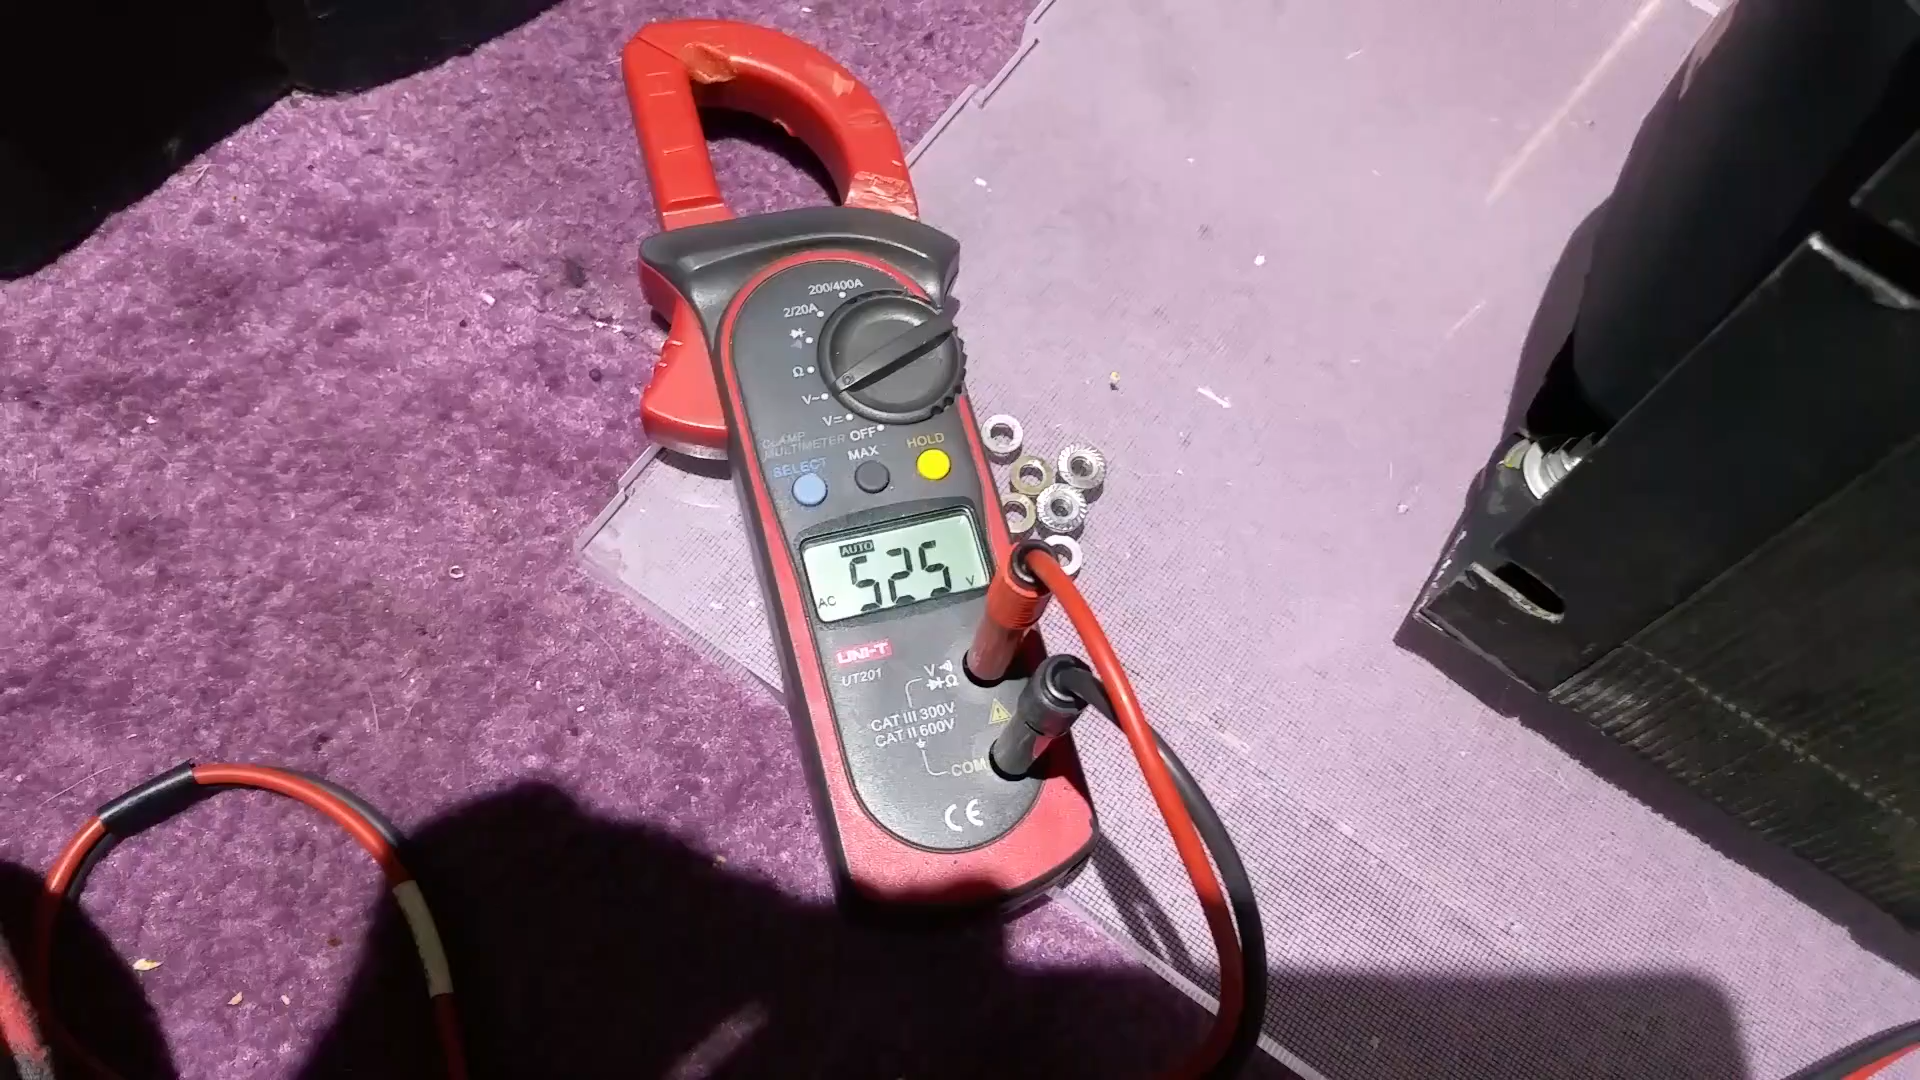 200/400A
2/20A
Ω
V~
V=
OFF
CLAMP
MULTIMETER
SELECT
MAX
HOLD
AUTO
AC 525 V
UNI-T
UT201
V
Ω
CAT III 300V
CAT II 600V
COM
CE